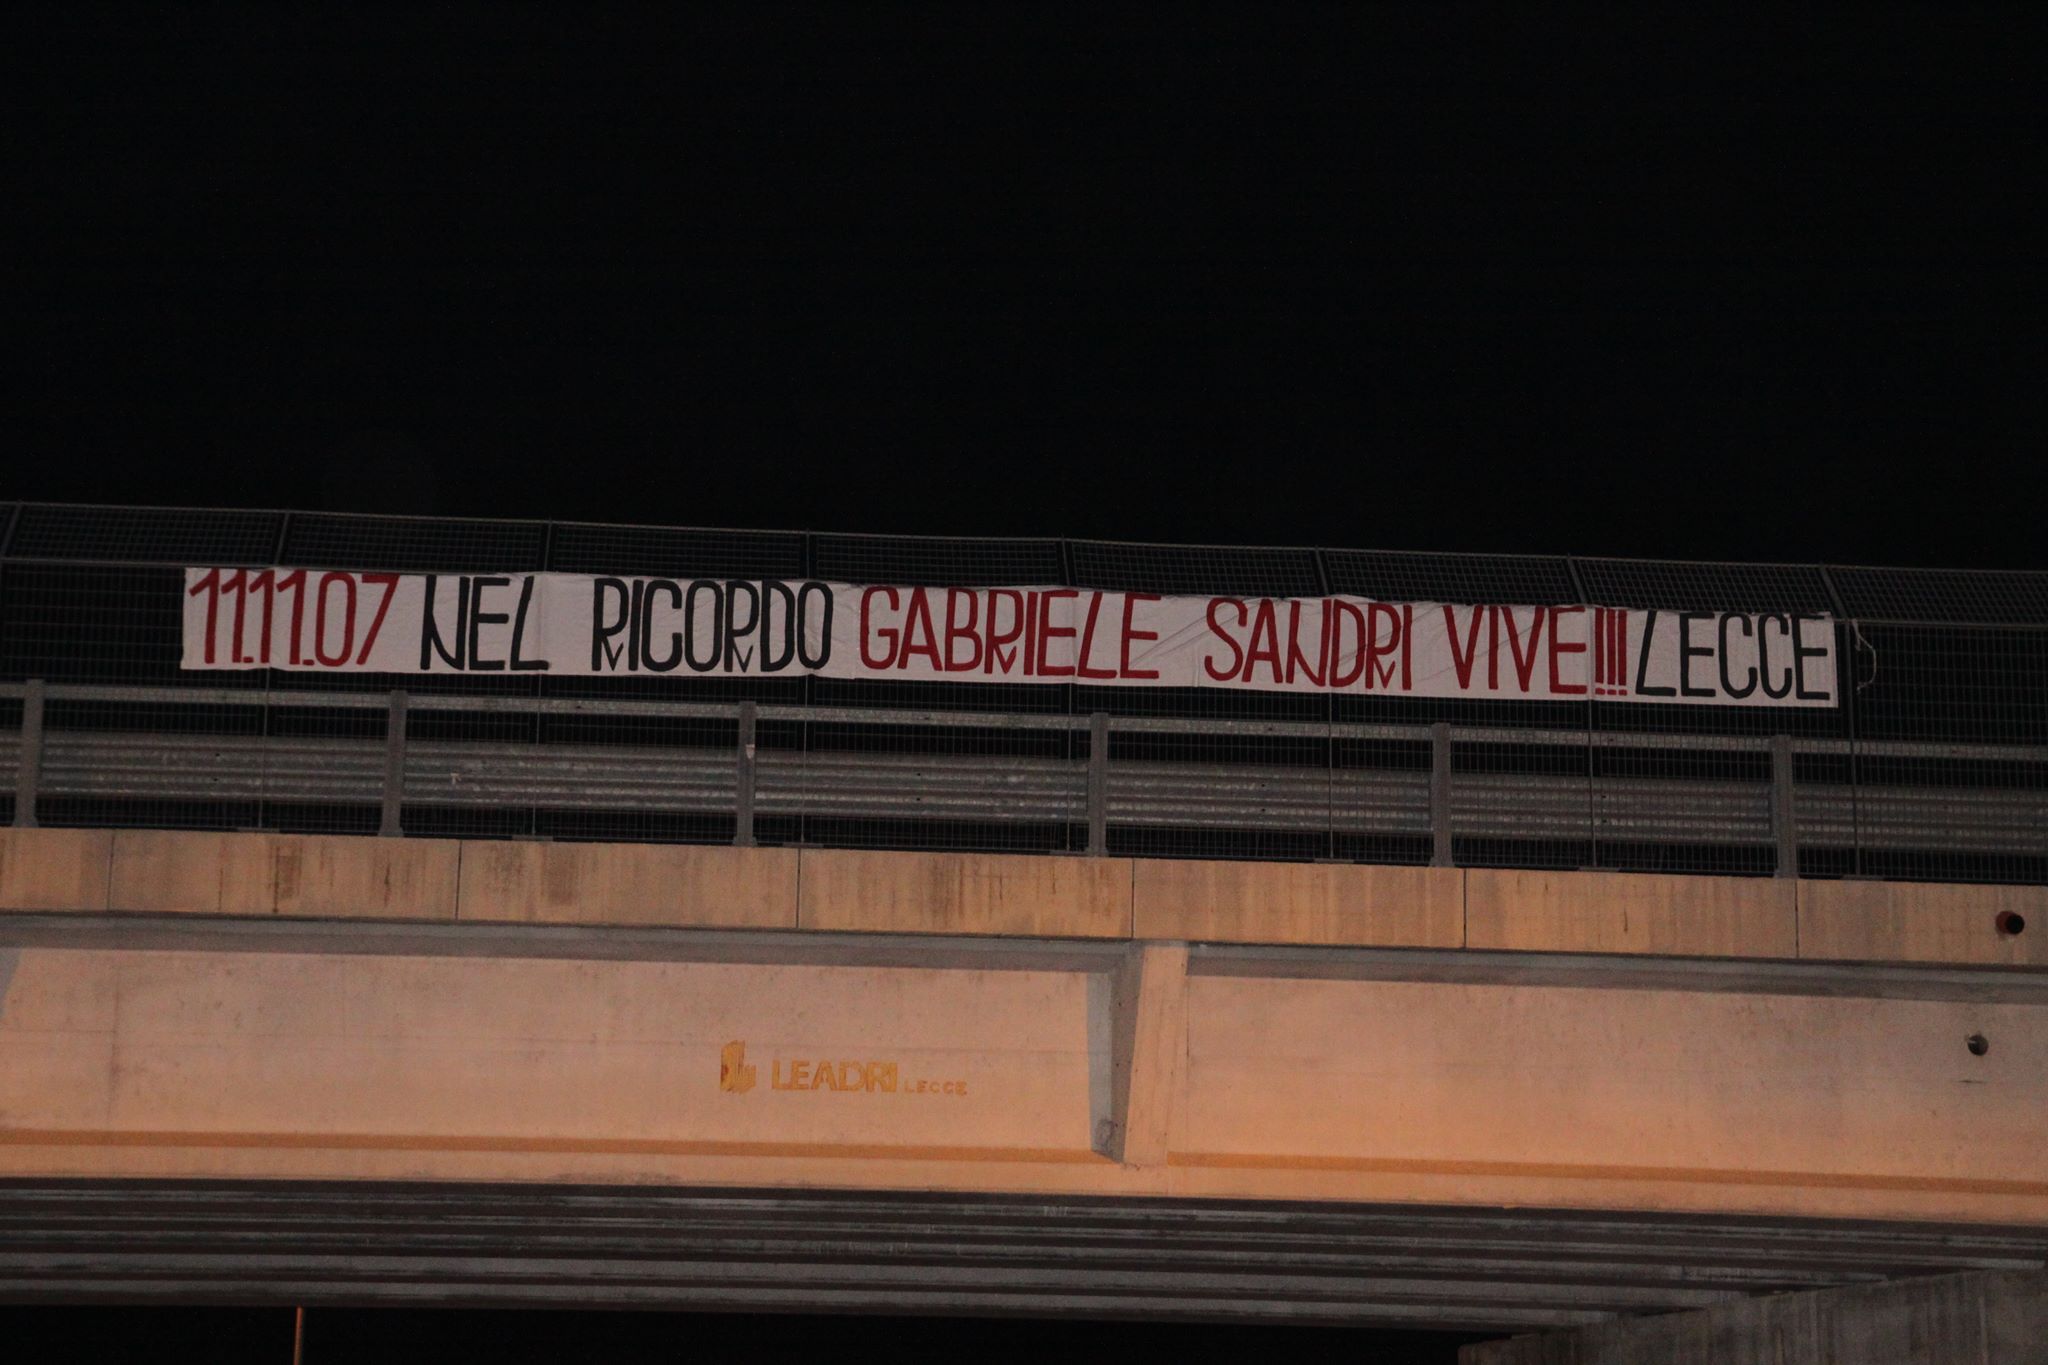 11.11.07 NEL RICORDO GABRIELE SANDRI VIVE!!!! LECCE
LEADRI LECCE